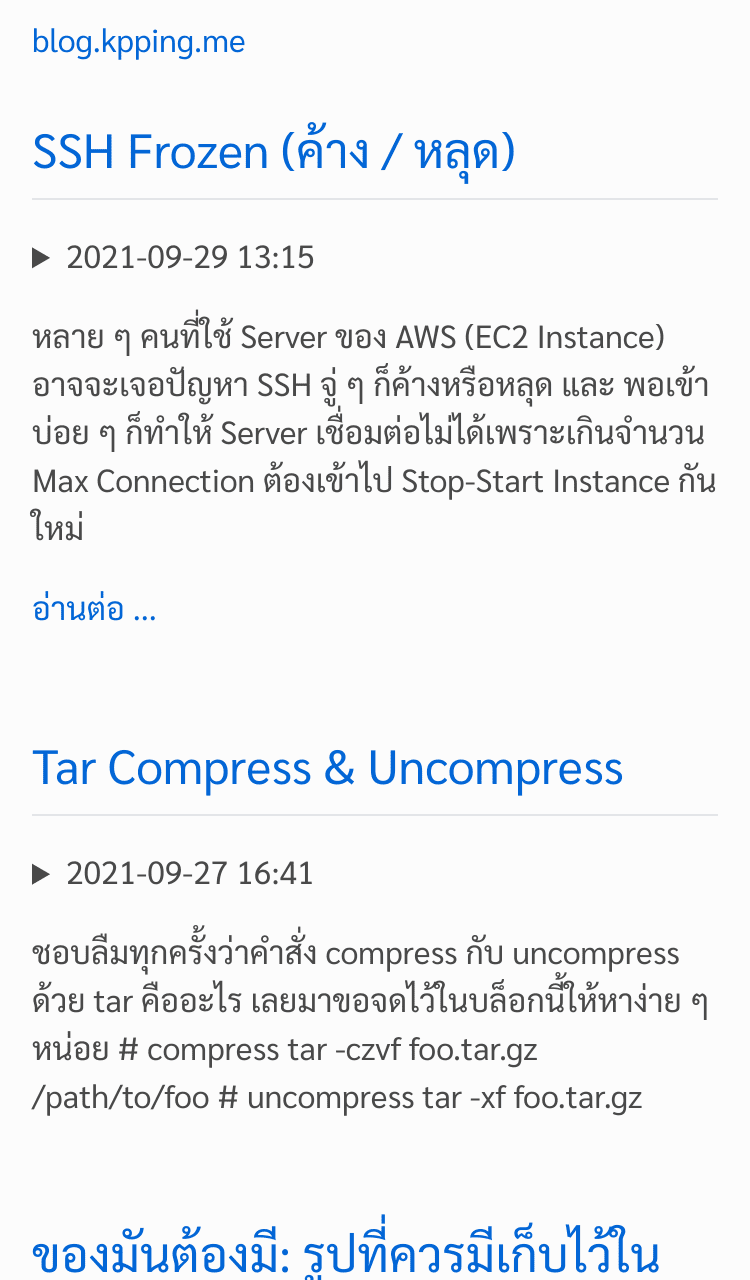 blog.kpping.me
SSH Frozen (ค้าง / หลุด)
▶ 2021-09-29 13:15
หลาย ๆ คนที่ใช้ Server ของ AWS (EC2 Instance)
อาจจะเจอปัญหา SSH จู่ ๆ ก็ค้างหรือหลุด และ พอเข้า
บ่อย ๆ ก็ทำให้ Server เชื่อมต่อไม่ได้เพราะเกินจำนวน
Max Connection ต้องเข้าไป Stop-Start Instance กัน
ใหม่
อ่านต่อ ...
Tar Compress & Uncompress
▶ 2021-09-27 16:41
ชอบลืมทุกครั้งว่าคำสั่ง compress กับ uncompress
ด้วย tar คืออะไร เลยมาขอจดไว้ในบล็อกนี้ให้หาง่าย ๆ
หน่อย # compress tar -czvf foo.tar.gz
/path/to/foo # uncompress tar -xf foo.tar.gz
ของมันต้องมี: รูปที่ควรมีเก็บไว้ใน